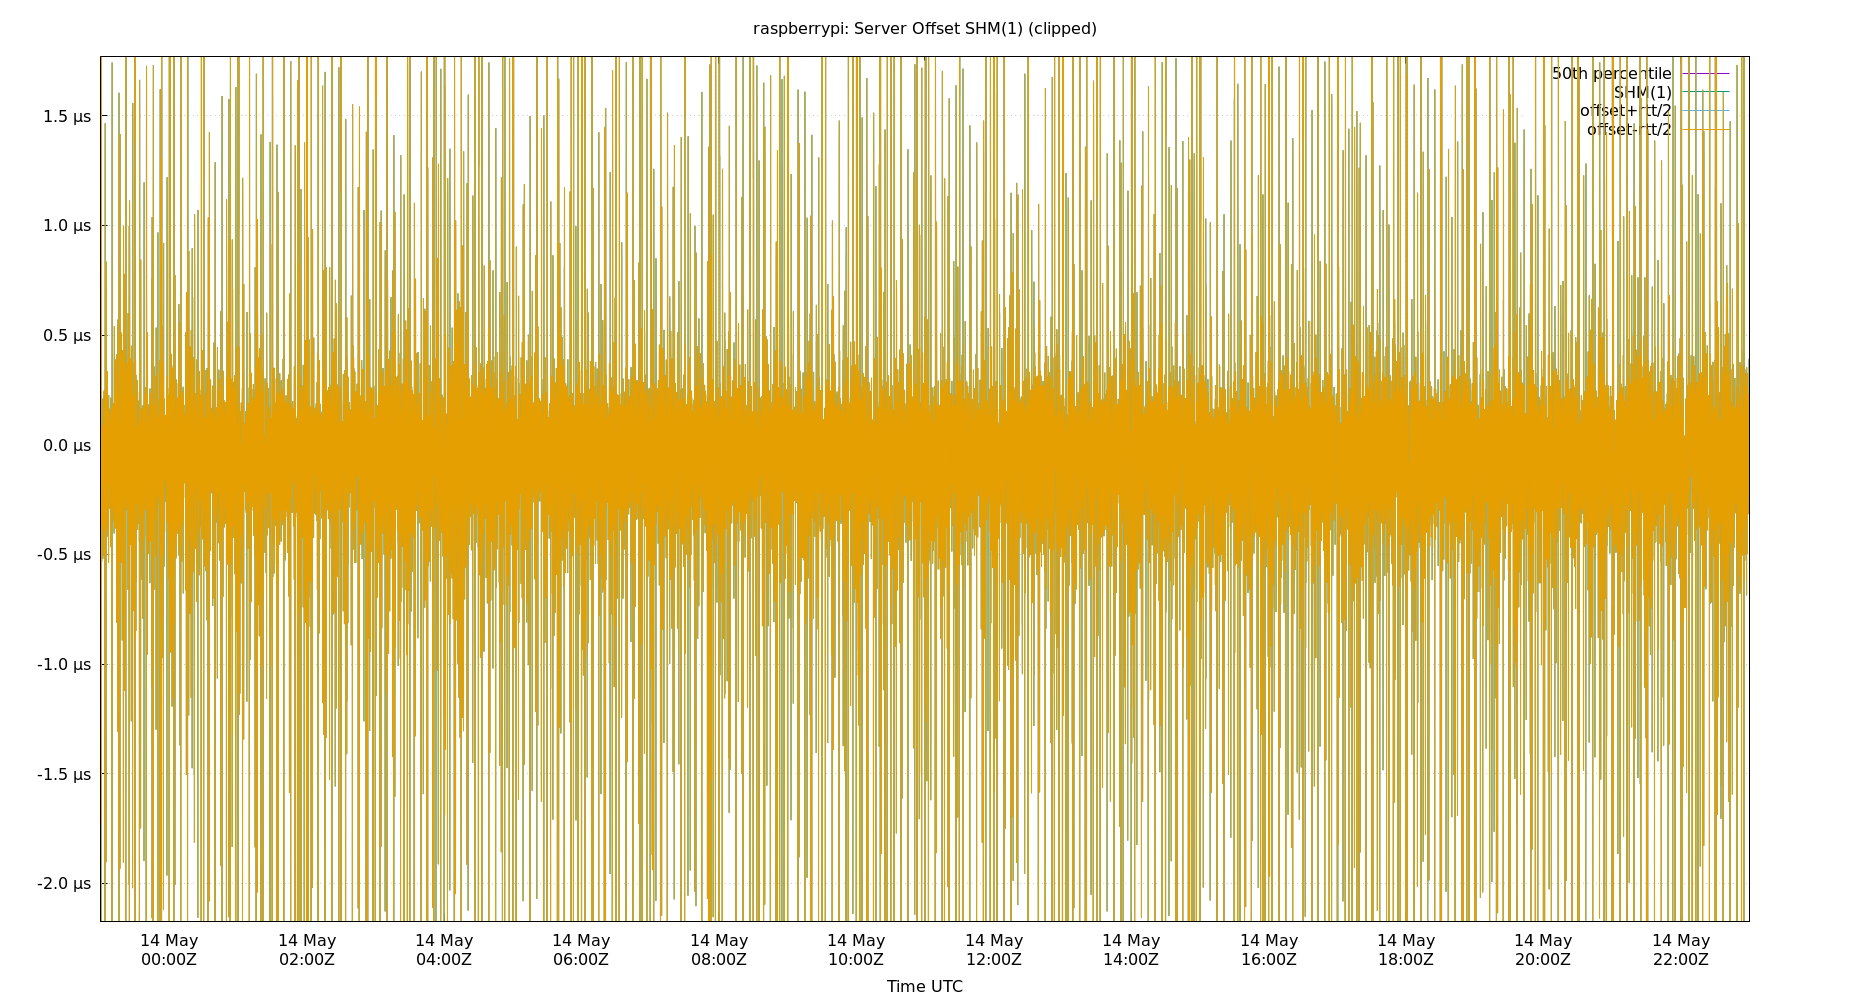 raspberrypi: Server Offset SHM(1) (clipped)
50th percentile
SHM(1)
offset+rtt/2
offset-rtt/2
1.5 µs
1.0 µs
0.5 µs
0.0 µs
-0.5 µs
-1.0 µs
-1.5 µs
-2.0 µs
14 May 14 May 14 May 14 May 14 May 14 May 14 May 14 May 14 May 14 May 14 May 14 May
00:00Z 02:00Z 04:00Z 06:00Z 08:00Z 10:00Z 12:00Z 14:00Z 16:00Z 18:00Z 20:00Z 22:00Z
Time UTC